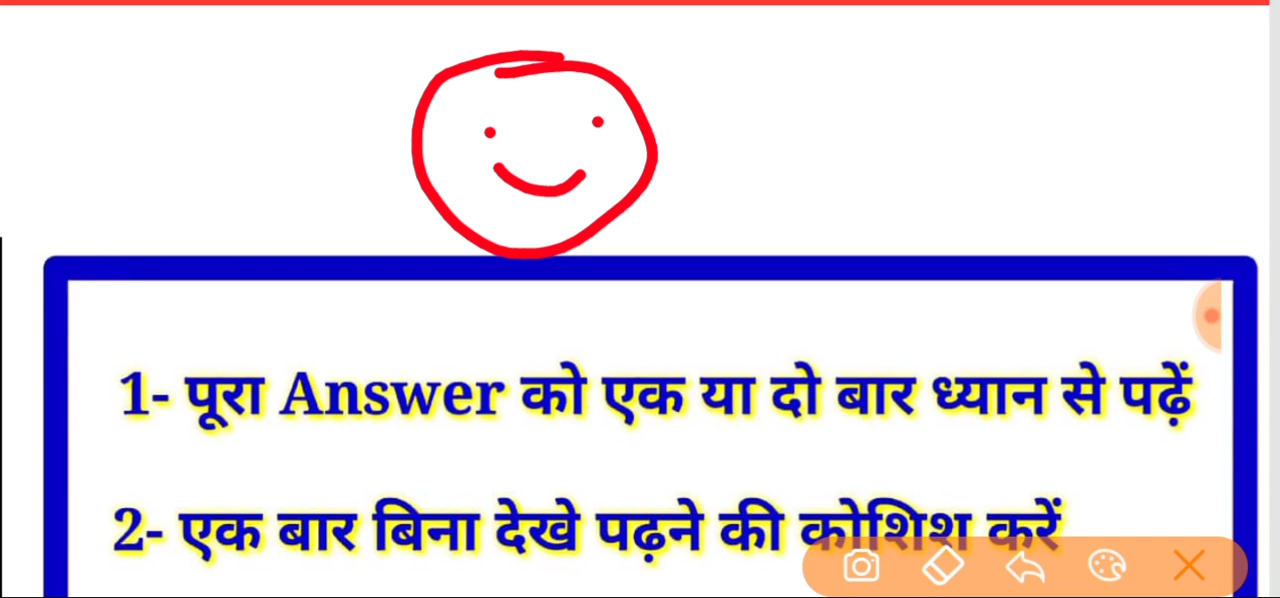 1- पूरा Answer को एक या दो बार ध्यान से पढ़ें
2- एक बार बिना देखे पढ़ने की कोशिश करें